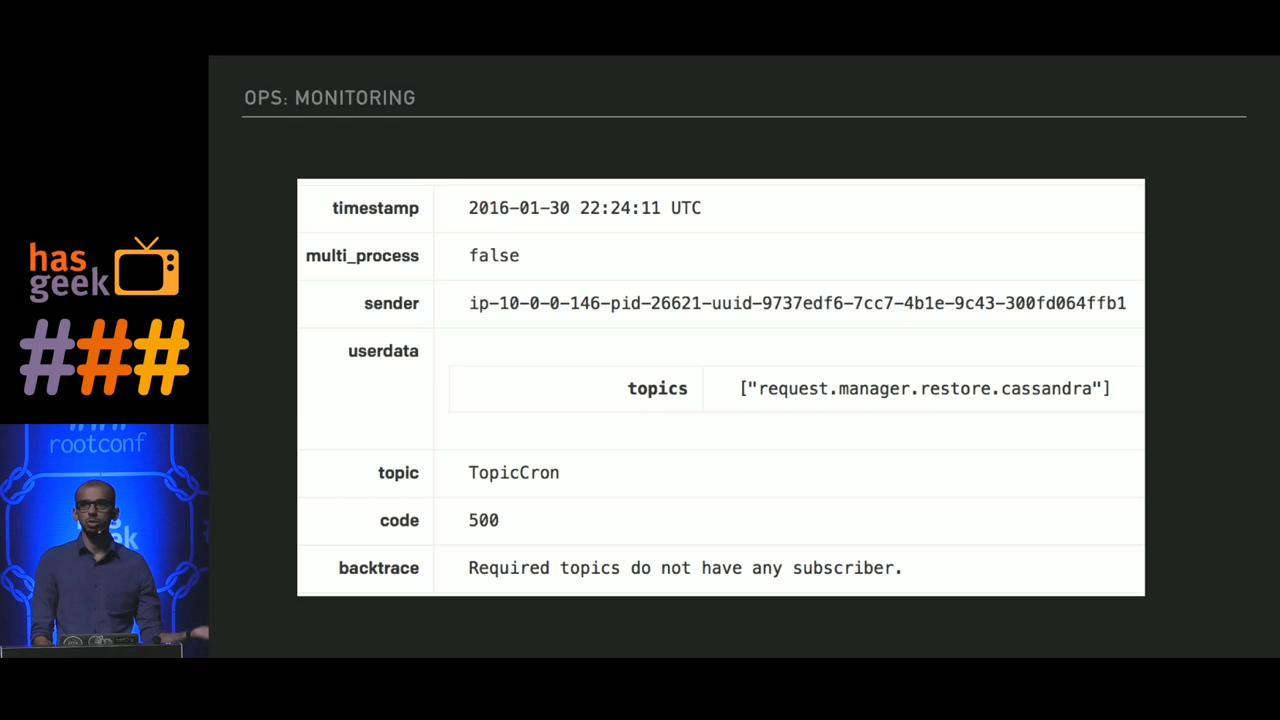 OPS: MONITORING
timestamp 2016-01-30 22:24:11 UTC
multi_process false
sender ip-10-0-0-146-pid-26621-uuid-9737edf6-7cc7-4b1e-9c43-300fd064ffb1
userdata
topics ["request.manager.restore.cassandra"]
topic TopicCron
code 500
backtrace Required topics do not have any subscriber.
has
geek
###
rootconf